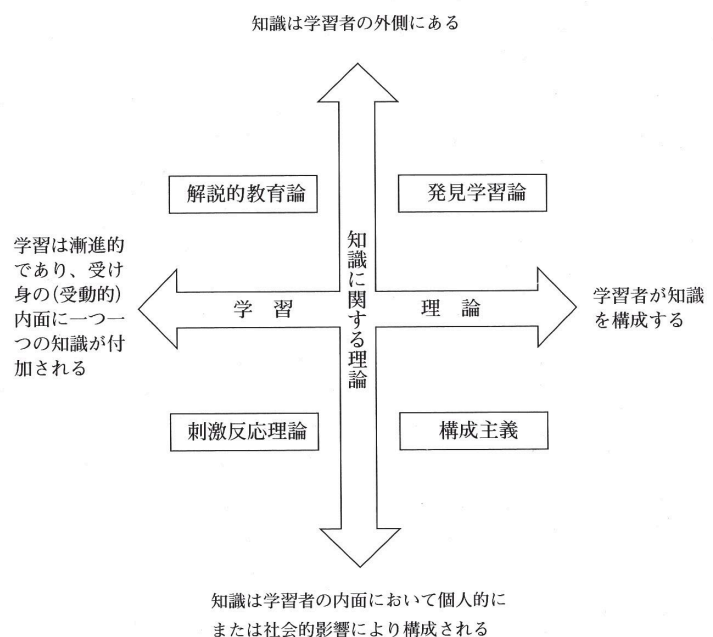 知識は学習者の外側にある
解説的教育論
発見学習論
学習は漸進的
であり、受け
身の(受動的)
内面に一つ一
つの知識が付
加される
知識に関する理論
学習
理論
学習者が知識
を構成する
刺激反応理論
構成主義
知識は学習者の内面において個人的に
または社会的影響により構成される